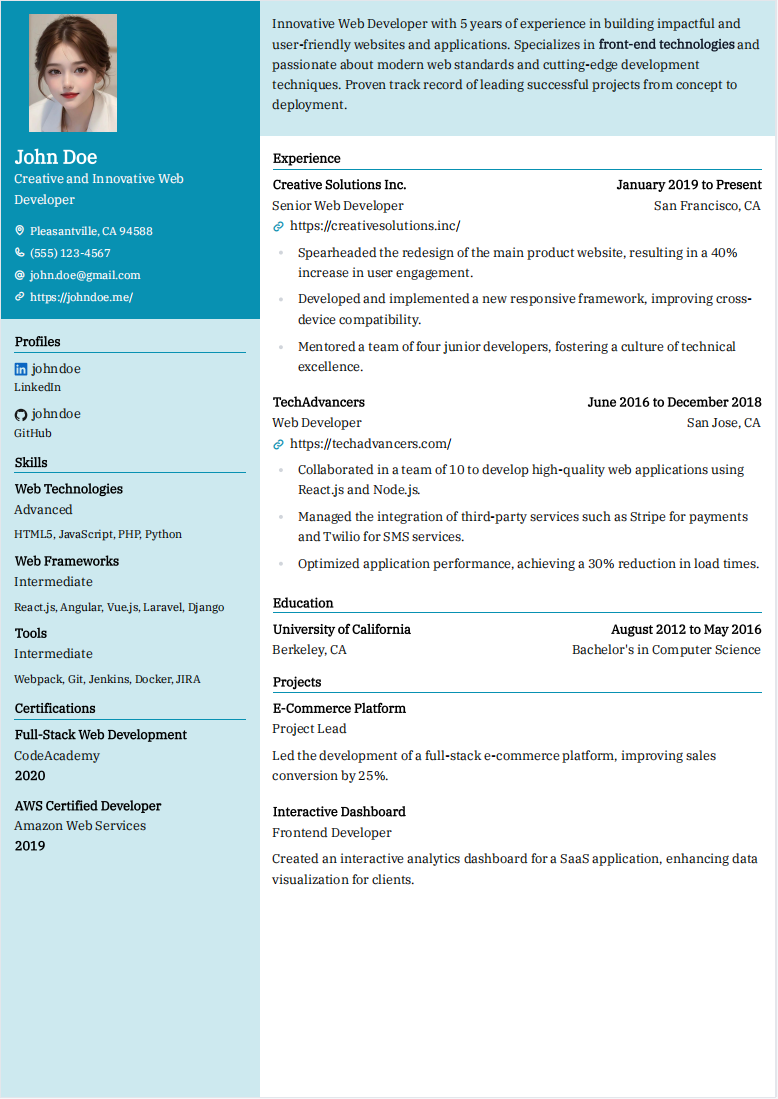 John Doe
Creative and Innovative Web
Developer
Pleasantville, CA 94588
(555) 123-4567
john.doe@gmail.com
https://johndoe.me/
Profiles
johndoe
LinkedIn
johndoe
GitHub
Skills
Web Technologies
Advanced
HTML5, JavaScript, PHP, Python
Web Frameworks
Intermediate
React.js, Angular, Vue.js, Laravel, Django
Tools
Intermediate
Webpack, Git, Jenkins, Docker, JIRA
Certifications
Full-Stack Web Development
CodeAcademy
2020
AWS Certified Developer
Amazon Web Services
2019
Innovative Web Developer with 5 years of experience in building impactful and
user-friendly websites and applications. Specializes in front-end technologies and
passionate about modern web standards and cutting-edge development
techniques. Proven track record of leading successful projects from concept to
deployment.
Experience
Creative Solutions Inc. January 2019 to Present
Senior Web Developer San Francisco, CA
https://creativesolutions.inc/
Spearheaded the redesign of the main product website, resulting in a 40%
increase in user engagement.
Developed and implemented a new responsive framework, improving cross-
device compatibility.
Mentored a team of four junior developers, fostering a culture of technical
excellence.
TechAdvancers June 2016 to December 2018
Web Developer San Jose, CA
https://techadvancers.com/
Collaborated in a team of 10 to develop high-quality web applications using
React.js and Node.js.
Managed the integration of third-party services such as Stripe for payments
and Twilio for SMS services.
Optimized application performance, achieving a 30% reduction in load times.
Education
University of California August 2012 to May 2016
Berkeley, CA Bachelor's in Computer Science
Projects
E-Commerce Platform
Project Lead
Led the development of a full-stack e-commerce platform, improving sales
conversion by 25%.
Interactive Dashboard
Frontend Developer
Created an interactive analytics dashboard for a SaaS application, enhancing data
visualization for clients.